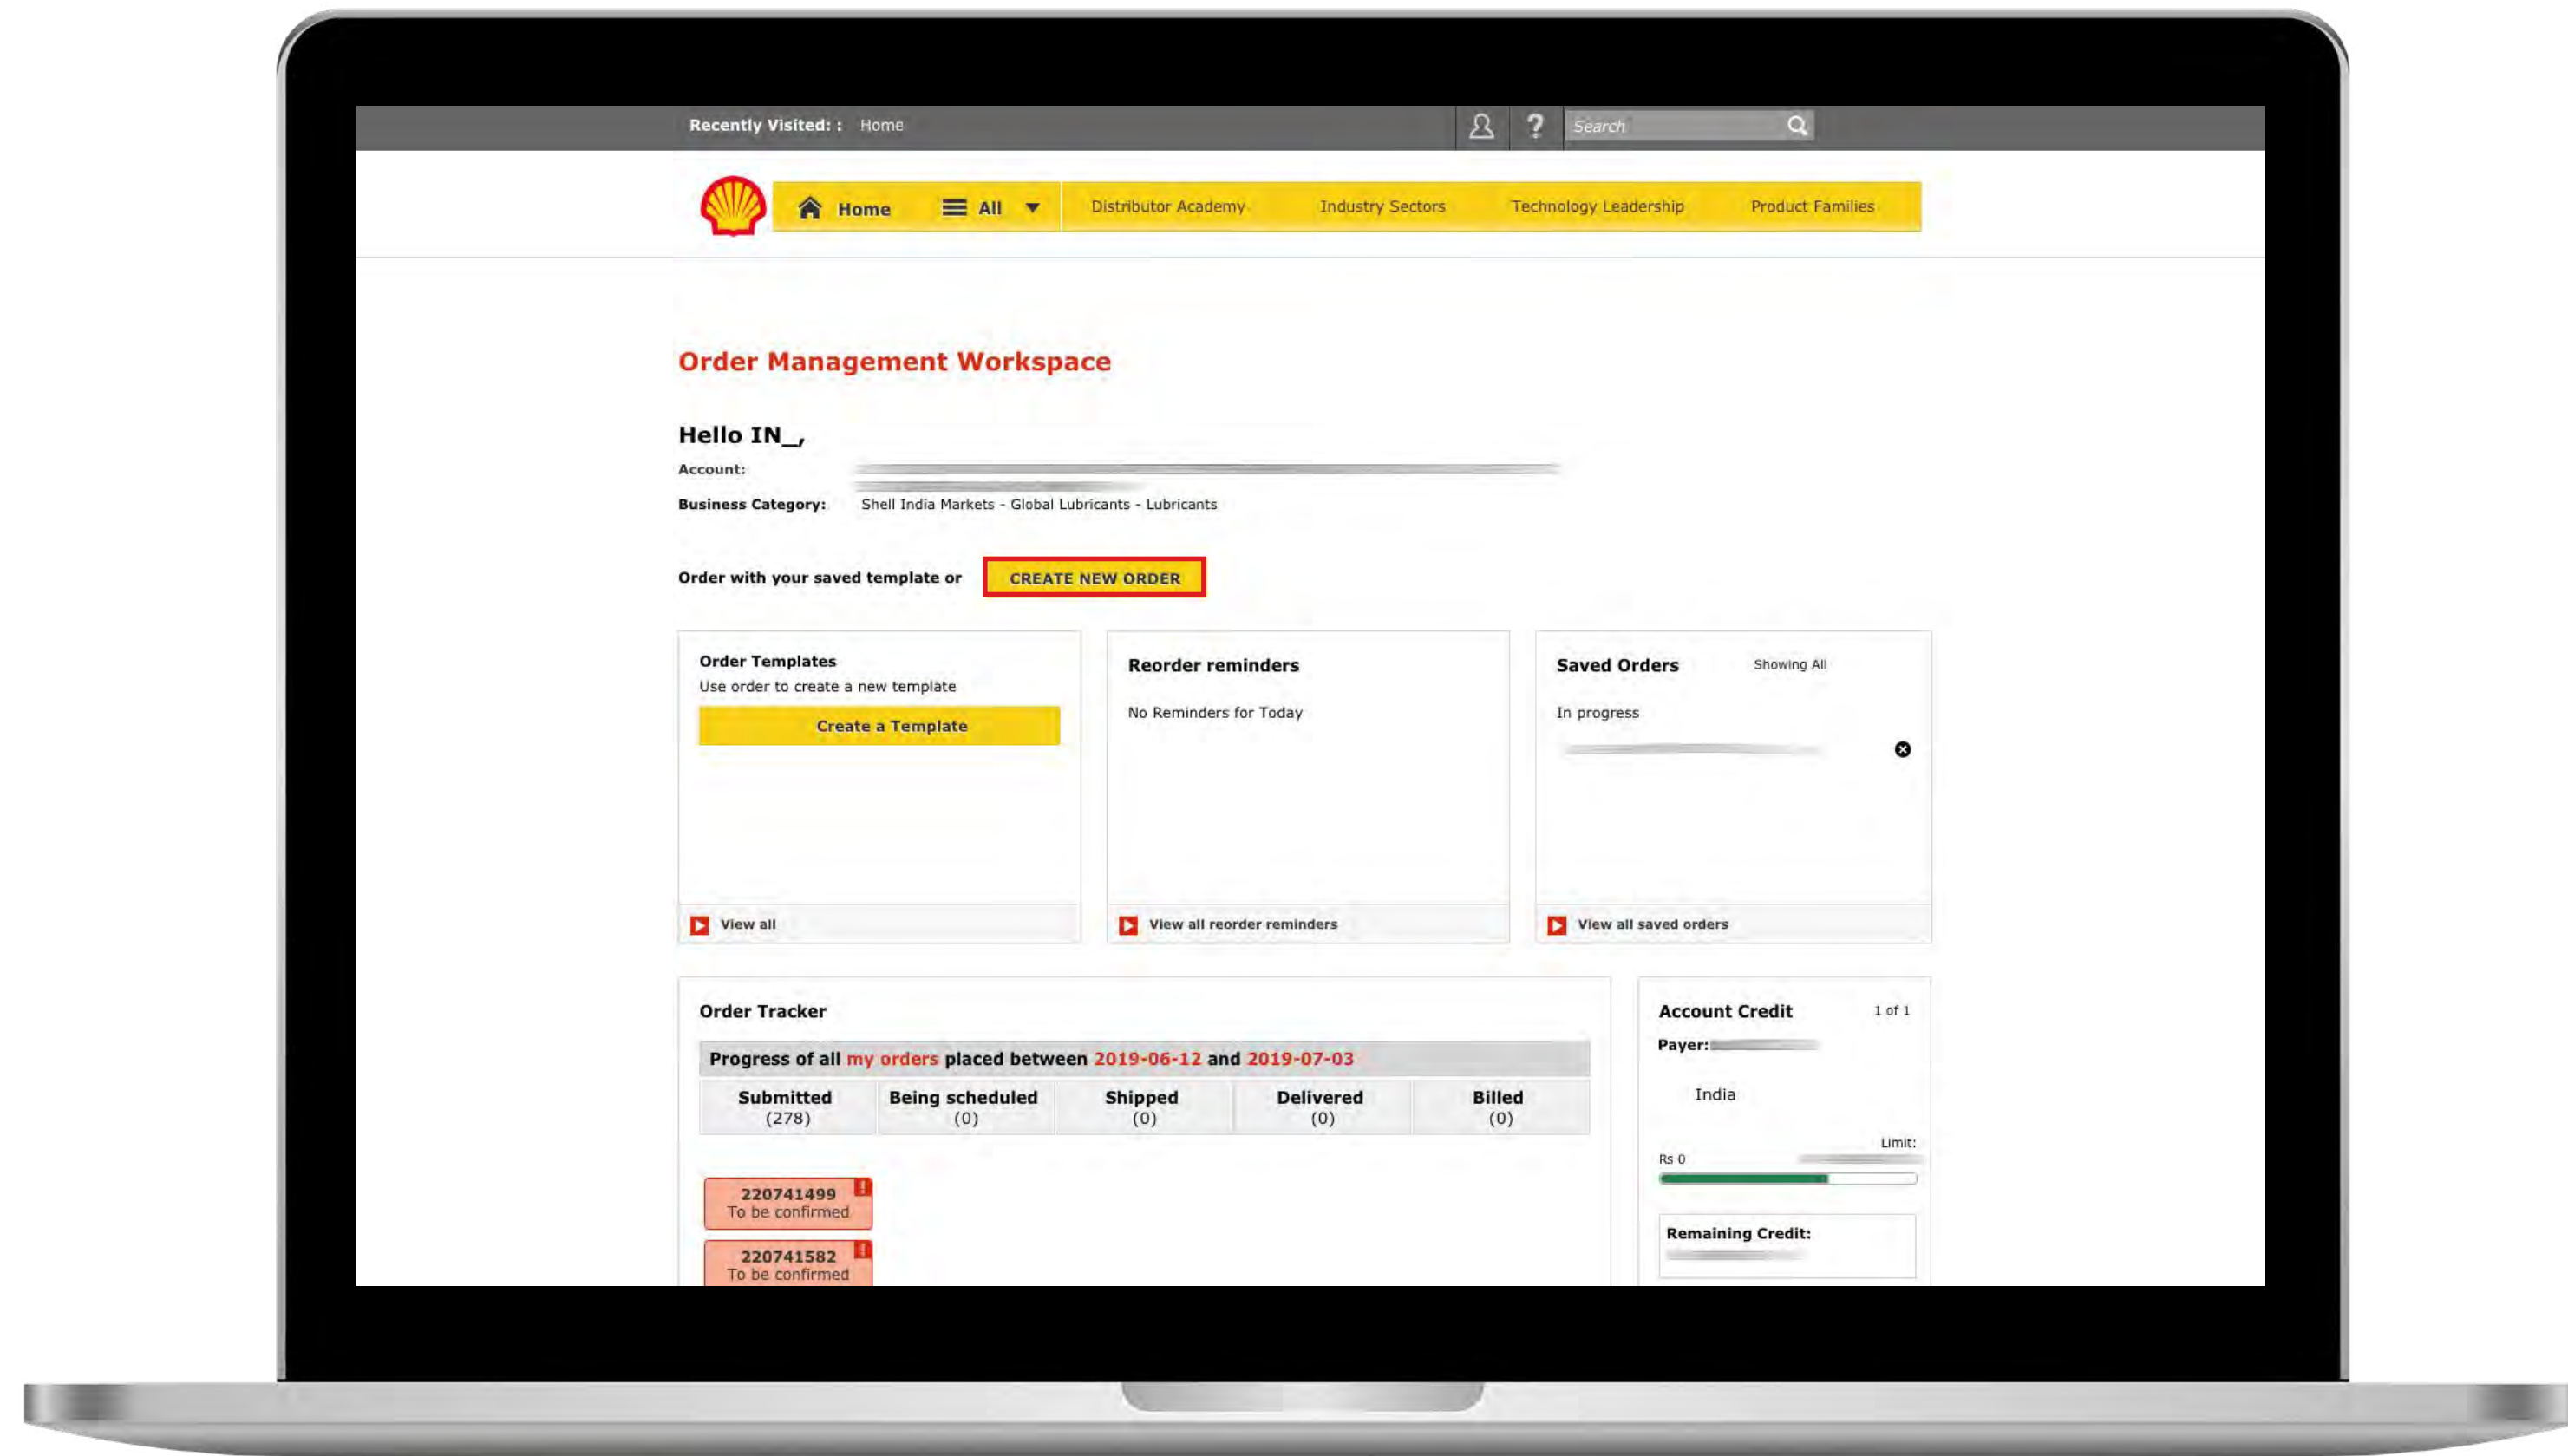 Recently Visited: : Home
?
Search
Home
All
Distributor Academy
Industry Sectors
Technology Leadership
Product Families
Order Management Workspace
Hello IN_,
Account:
Business Category: Shell India Markets - Global Lubricants - Lubricants
Order with your saved template or
CREATE NEW ORDER
Order Templates
Use order to create a new template
Create a Template
View all
Reorder reminders
No Reminders for Today
View all reorder reminders
Saved Orders
Showing All
In progress
View all saved orders
Order Tracker
Progress of all my orders placed between 2019-06-12 and 2019-07-03
Submitted
(278)
Being scheduled
(0)
Shipped
(0)
Delivered
(0)
Billed
(0)
220741499
To be confirmed
220741582
To be confirmed
Account Credit
1 of 1
Payer:
India
Limit:
Rs 0
Remaining Credit: